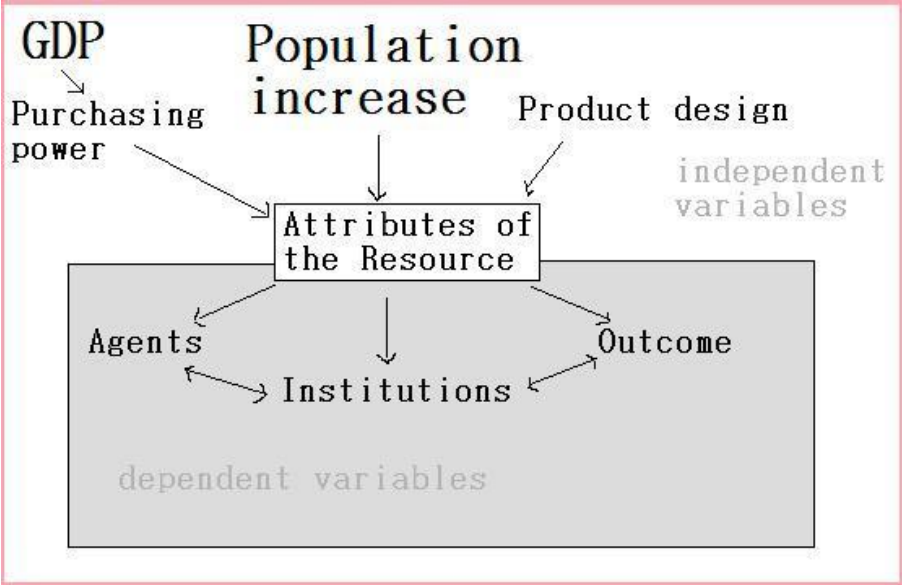 GDP
Population
increase
Purchasing
power
Product design
independent
variables
Attributes of
the Resource
Agents
Outcome
Institutions
dependent variables